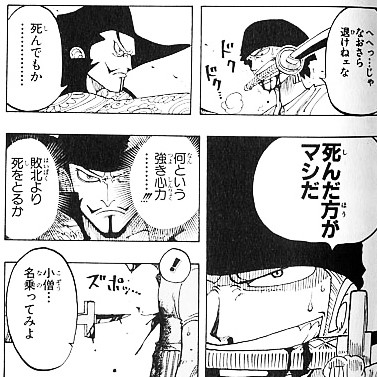 へへっ…じゃ
なおさら
退けねェな
ドクドク
死んでもか
…………
死んだ方が
マシだ
何という
強き心力
………!!!
敗北より
死をとるか
!
ズボッ…
小僧…
名乗ってみよ